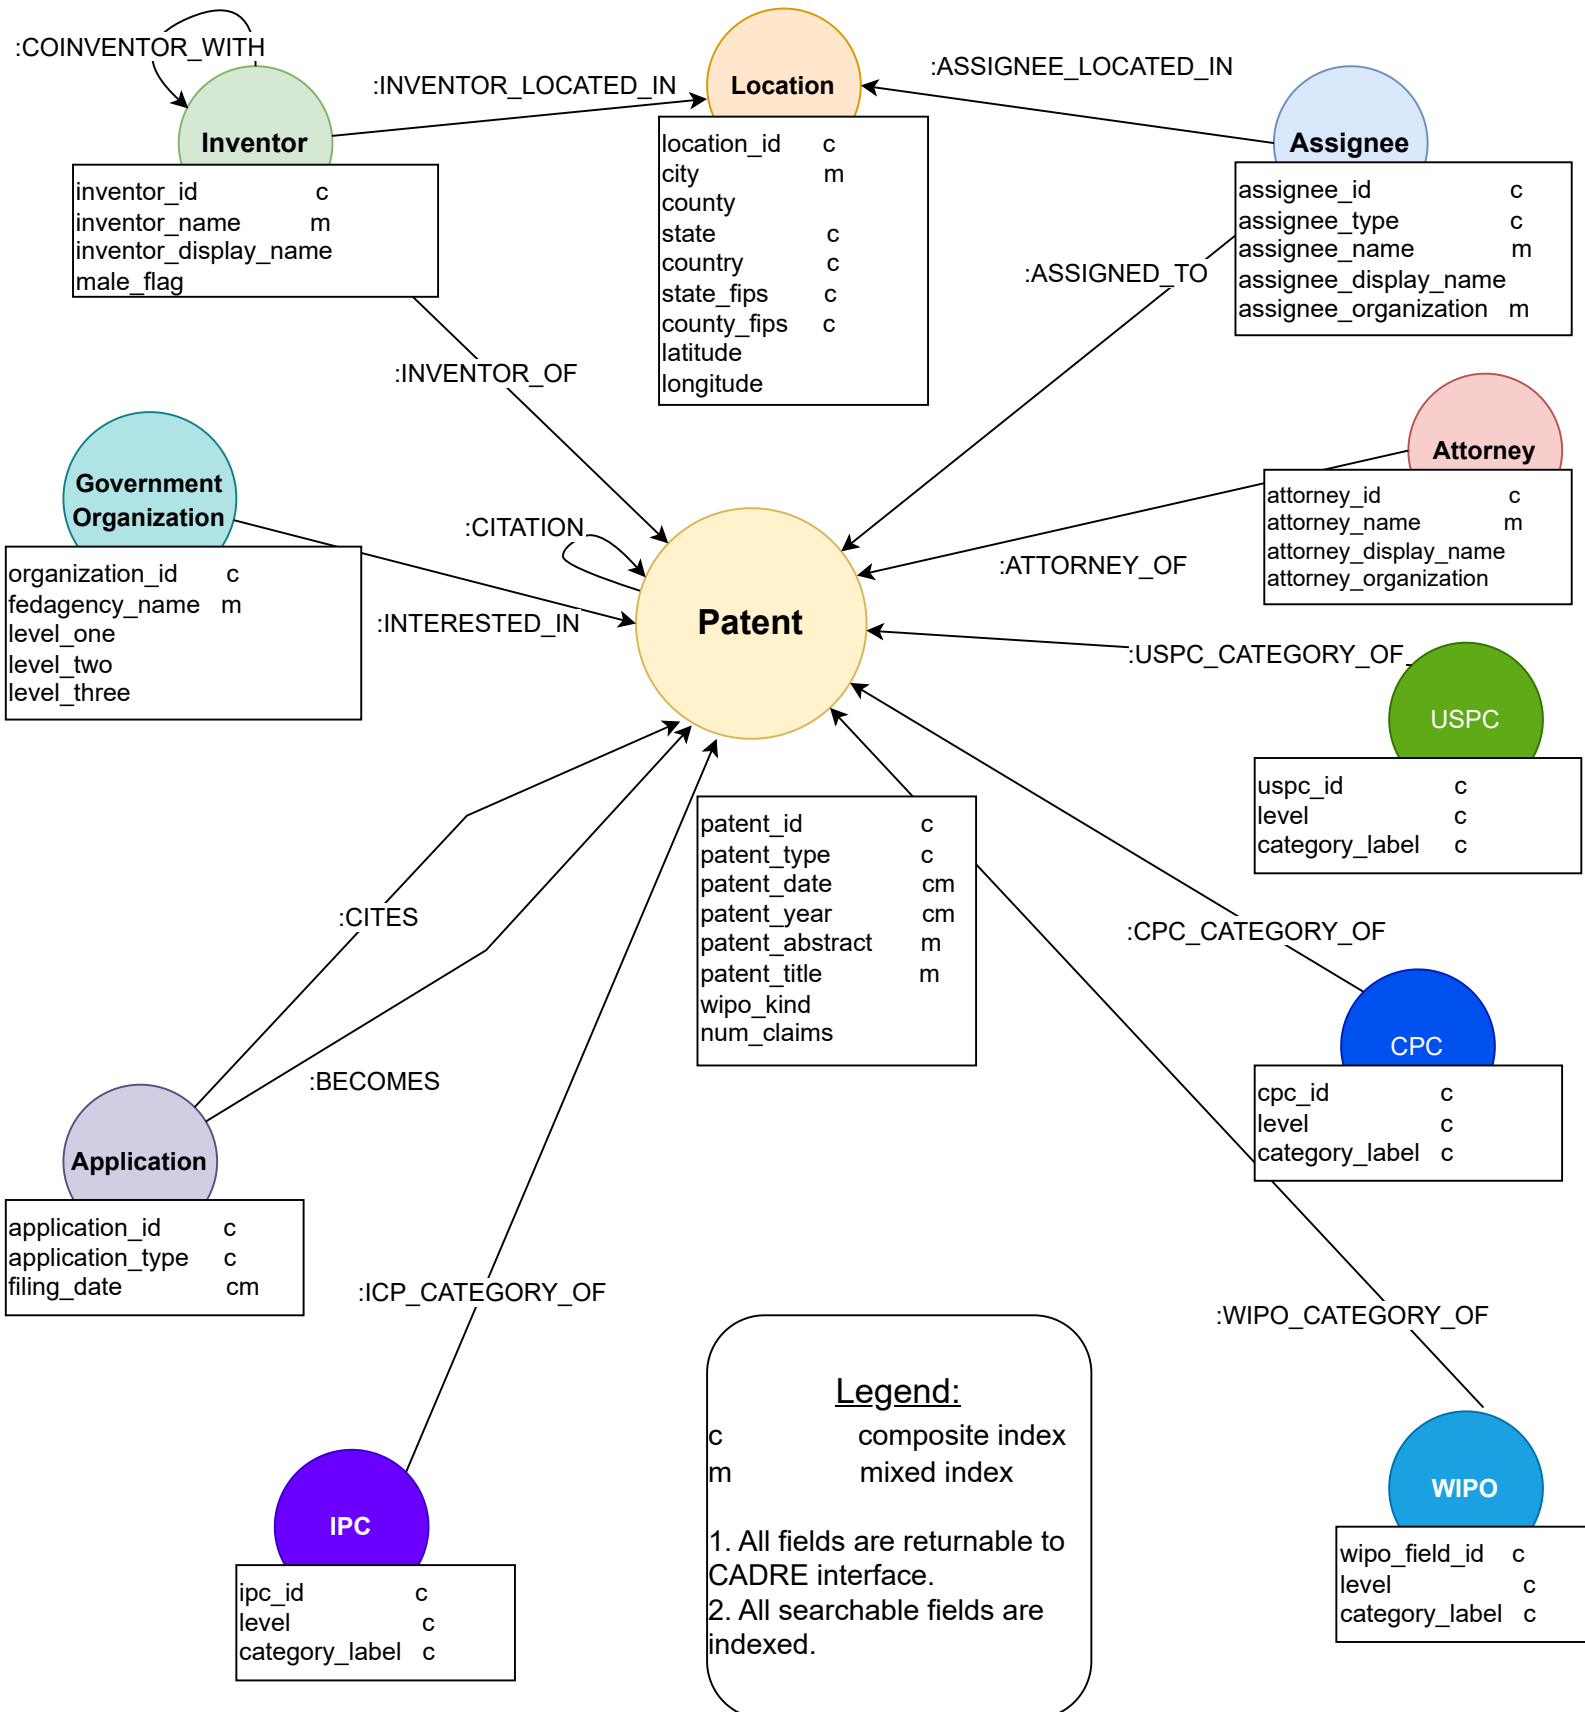 :COINVENTOR_WITH
:INVENTOR_LOCATED_IN
Location
:ASSIGNEE_LOCATED_IN
Inventor
Assignee
inventor_id c
inventor_name m
inventor_display_name
male_flag
location_id c
city m
county
state c
country c
state_fips c
county_fips c
latitude
longitude
assignee_id c
assignee_type c
assignee_name m
assignee_display_name
assignee_organization m
:ASSIGNED_TO
:INVENTOR_OF
Government
Organization
organization_id c
fedagency_name m
level_one
level_two
level_three
:CITATION
:INTERESTED_IN
Patent
Attorney
attorney_id c
attorney_name m
attorney_display_name
attorney_organization
:ATTORNEY_OF
:USPC_CATEGORY_OF
USPC
uspc_id c
level c
category_label c
patent_id c
patent_type c
patent_date cm
patent_year cm
patent_abstract m
patent_title m
wipo_kind
num_claims
:CITES
:CPC_CATEGORY_OF
CPC
cpc_id c
level c
category_label c
:BECOMES
Application
application_id c
application_type c
filing_date cm
:ICP_CATEGORY_OF
:WIPO_CATEGORY_OF
IPC
ipc_id c
level c
category_label c
Legend:
c composite index
m mixed index
1. All fields are returnable to
CADRE interface.
2. All searchable fields are
indexed.
WIPO
wipo_field_id c
level c
category_label c